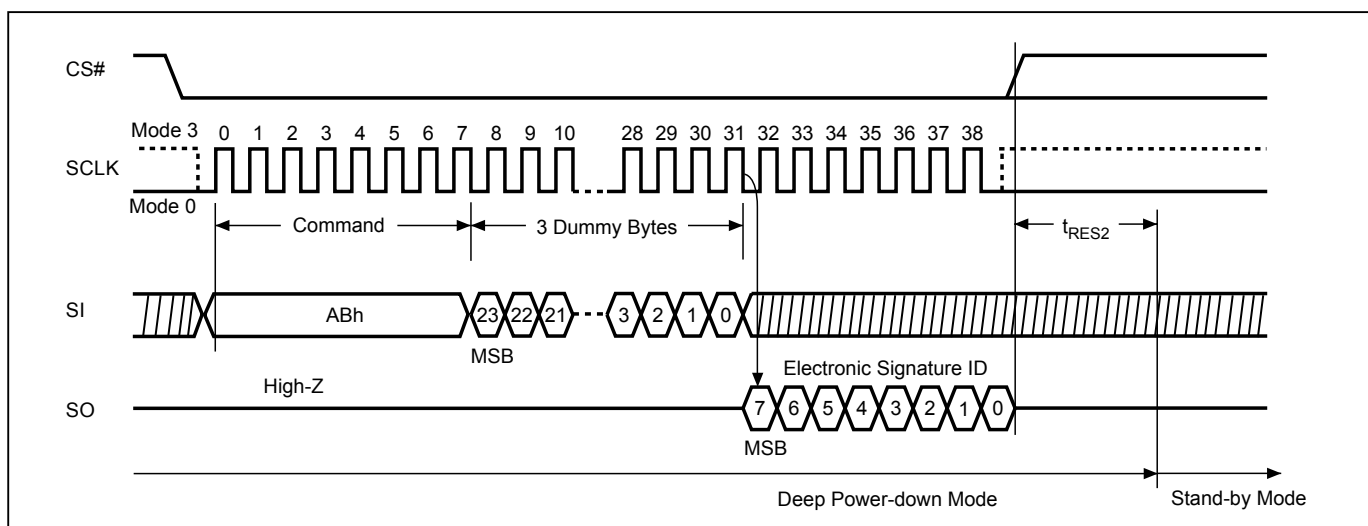 CS#
Mode 3 0 1 2 3 4 5 6 7 8 9 10 28 29 30 31 32 33 34 35 36 37 38
SCLK
Mode 0
Command 3 Dummy Bytes tRES2
SI ABh 23 22 21 3 2 1 0
MSB
High-Z Electronic Signature ID
SO 7 6 5 4 3 2 1 0
MSB
Deep Power-down Mode Stand-by Mode